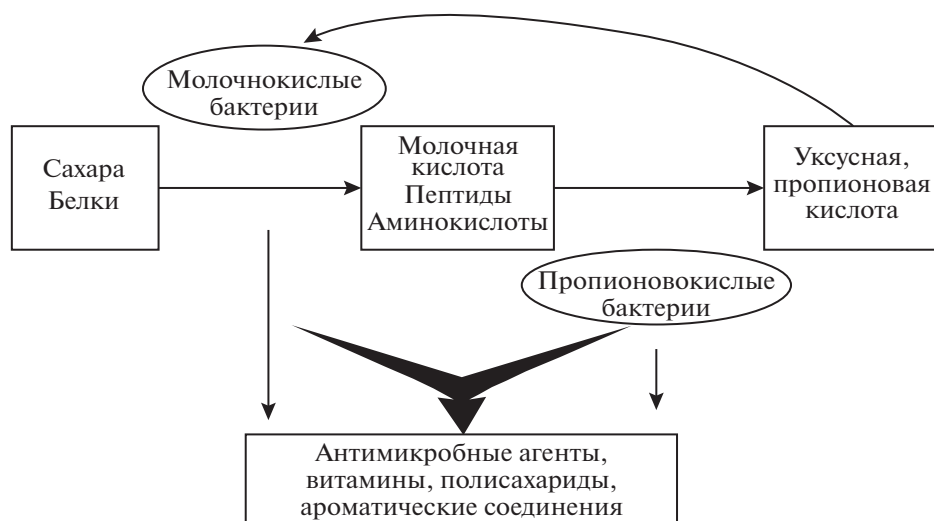 Молочнокислые
бактерии
Сахара
Белки
Молочная
кислота
Пептиды
Аминокислоты
Уксусная,
пропионовая
кислота
Пропионовокислые
бактерии
Антимикробные агенты,
витамины, полисахариды,
ароматические соединения